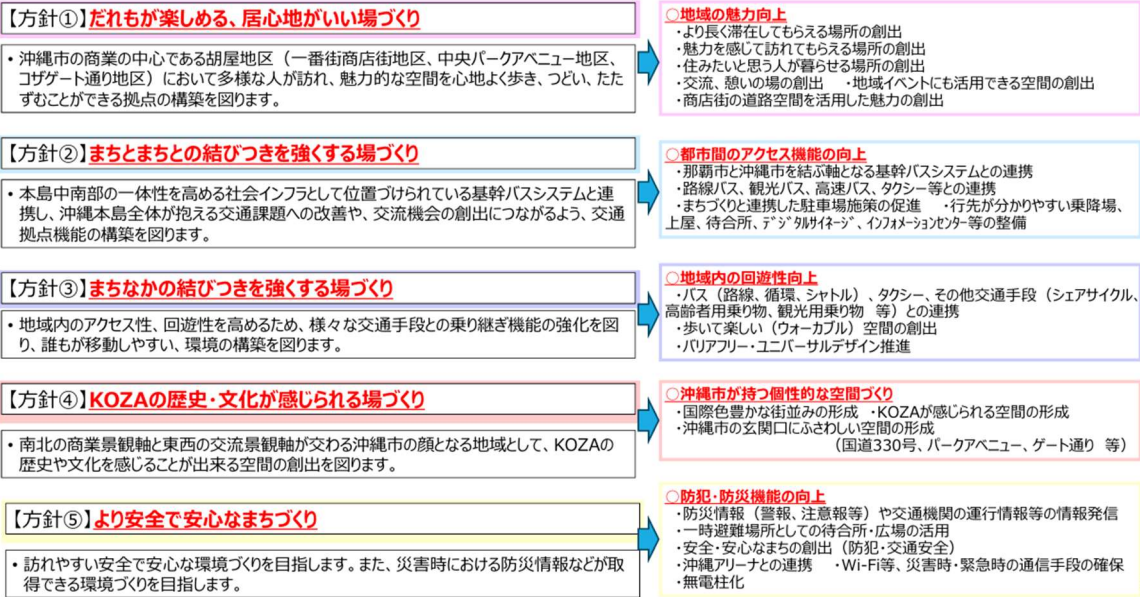 【方針①】だれもが楽しめる、居心地がいい場づくり
・沖縄市の商業の中心である胡屋地区（一番街商店街地区、中央パークアベニュー地区、
コザゲート通り地区）において多様な人が訪れ、魅力的な空間を心地よく歩き、つどい、たた
ずむことができる拠点の構築を図ります。
○地域の魅力向上
・より長く滞在してもらえる場所の創出
・魅力を感じて訪れてもらえる場所の創出
・住みたいと思う人が暮らせる場所の創出
・交流、憩いの場の創出　・地域イベントにも活用できる空間の創出
・商店街の道路空間を活用した魅力の創出
【方針②】まちとまちとの結びつきを強くする場づくり
・本島中南部の一体性を高める社会インフラとして位置づけられている基幹バスシステムと連
携し、沖縄本島全体が抱える交通課題への改善や、交流機会の創出につながるよう、交通
拠点機能の構築を図ります。
○都市間のアクセス機能の向上
・那覇市と沖縄市を結ぶ軸となる基幹バスシステムとの連携
・路線バス、観光バス、高速バス、タクシー等との連携
・まちづくりと連携した駐車場施策の促進　・行先が分かりやすい乗降場、
上屋、待合所、ﾃﾞｼﾞﾀﾙｻｲﾈｰｼﾞ、ｲﾝﾌｫﾒｰｼｮﾝｾﾝﾀｰ等の整備
【方針③】まちなかの結びつきを強くする場づくり
・地域内のアクセス性、回遊性を高めるため、様々な交通手段との乗り継ぎ機能の強化を図
り、誰もが移動しやすい、環境の構築を図ります。
○地域内の回遊性向上
・バス（路線、循環、シャトル）、タクシー、その他交通手段（シェアサイクル、
高齢者用乗り物、観光用乗り物　等）との連携
・歩いて楽しい（ウォーカブル）空間の創出
・バリアフリー・ユニバーサルデザイン推進
【方針④】KOZAの歴史・文化が感じられる場づくり
・南北の商業景観軸と東西の交流景観軸が交わる沖縄市の顔となる地域として、KOZAの
歴史や文化を感じることが出来る空間の創出を図ります。
○沖縄市が持つ個性的な空間づくり
・国際色豊かな街並みの形成　・KOZAが感じられる空間の形成
・沖縄市の玄関口にふさわしい空間の形成
（国道330号、パークアベニュー、ゲート通り　等）
【方針⑤】より安全で安心なまちづくり
・訪れやすい安全で安心な環境づくりを目指します。また、災害時における防災情報などが取
得できる環境づくりを目指します。
○防犯・防災機能の向上
・防災情報（警報、注意報等）や交通機関の運行情報等の情報発信
・一時避難場所としての待合所・広場の活用
・安全・安心なまちの創出（防犯・交通安全）
・沖縄アリーナとの連携　・Wi-Fi等、災害時・緊急時の通信手段の確保
・無電柱化